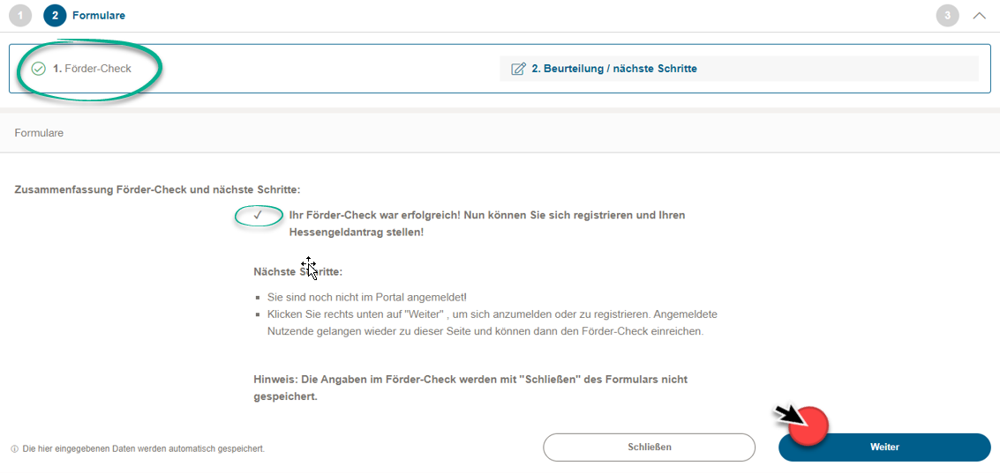 1
2 Formulare
3
1. Förder-Check
2. Beurteilung / nächste Schritte
Formulare
Zusammenfassung Förder-Check und nächste Schritte:
Ihr Förder-Check war erfolgreich! Nun können Sie sich registrieren und Ihren
Hessengeldantrag stellen!
Nächste Schritte:
Sie sind noch nicht im Portal angemeldet!
Klicken Sie rechts unten auf "Weiter" , um sich anzumelden oder zu registrieren. Angemeldete
Nutzende gelangen wieder zu dieser Seite und können dann den Förder-Check einreichen.
Hinweis: Die Angaben im Förder-Check werden mit "Schließen" des Formulars nicht
gespeichert.
Die hier eingegebenen Daten werden automatisch gespeichert.
Schließen
Weiter